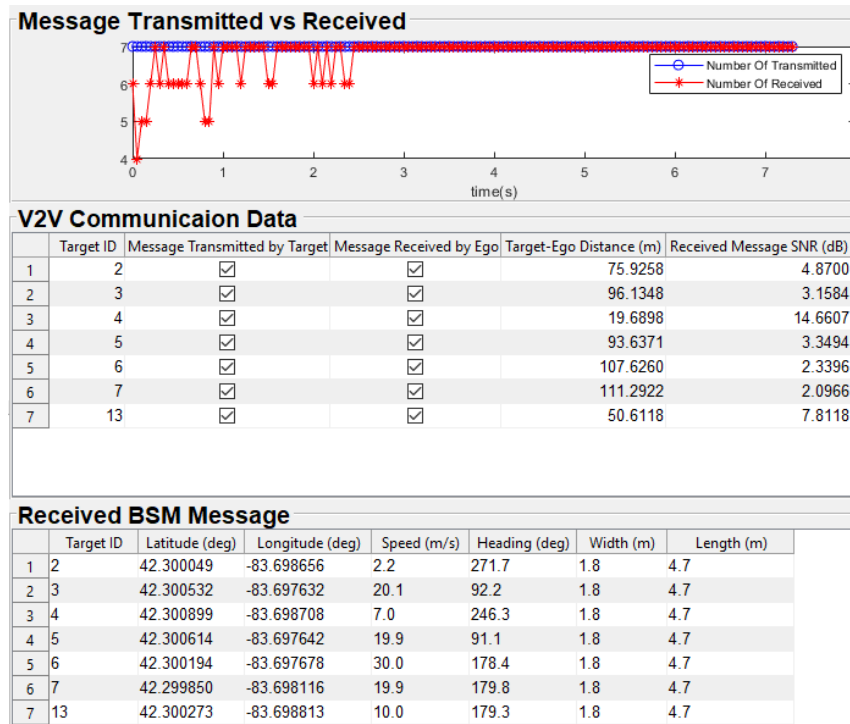 Message Transmitted vs Received
7
6
5
4
0 1 2 3 4 5 6 7
time(s)
Number Of Transmitted
Number Of Received
V2V Communicaion Data
Target ID Message Transmitted by Target Message Received by Ego Target-Ego Distance (m) Received Message SNR (dB)
1 2 75.9258 4.8700
2 3 96.1348 3.1584
3 4 19.6898 14.6607
4 5 93.6371 3.3494
5 6 107.6260 2.3396
6 7 111.2922 2.0966
7 13 50.6118 7.8118
Received BSM Message
Target ID Latitude (deg) Longitude (deg) Speed (m/s) Heading (deg) Width (m) Length (m)
1 2 42.300049 -83.698656 2.2 271.7 1.8 4.7
2 3 42.300532 -83.697632 20.1 92.2 1.8 4.7
3 4 42.300899 -83.698708 7.0 246.3 1.8 4.7
4 5 42.300614 -83.697642 19.9 91.1 1.8 4.7
5 6 42.300194 -83.697678 30.0 178.4 1.8 4.7
6 7 42.299850 -83.698116 19.9 179.8 1.8 4.7
7 13 42.300273 -83.698813 10.0 179.3 1.8 4.7